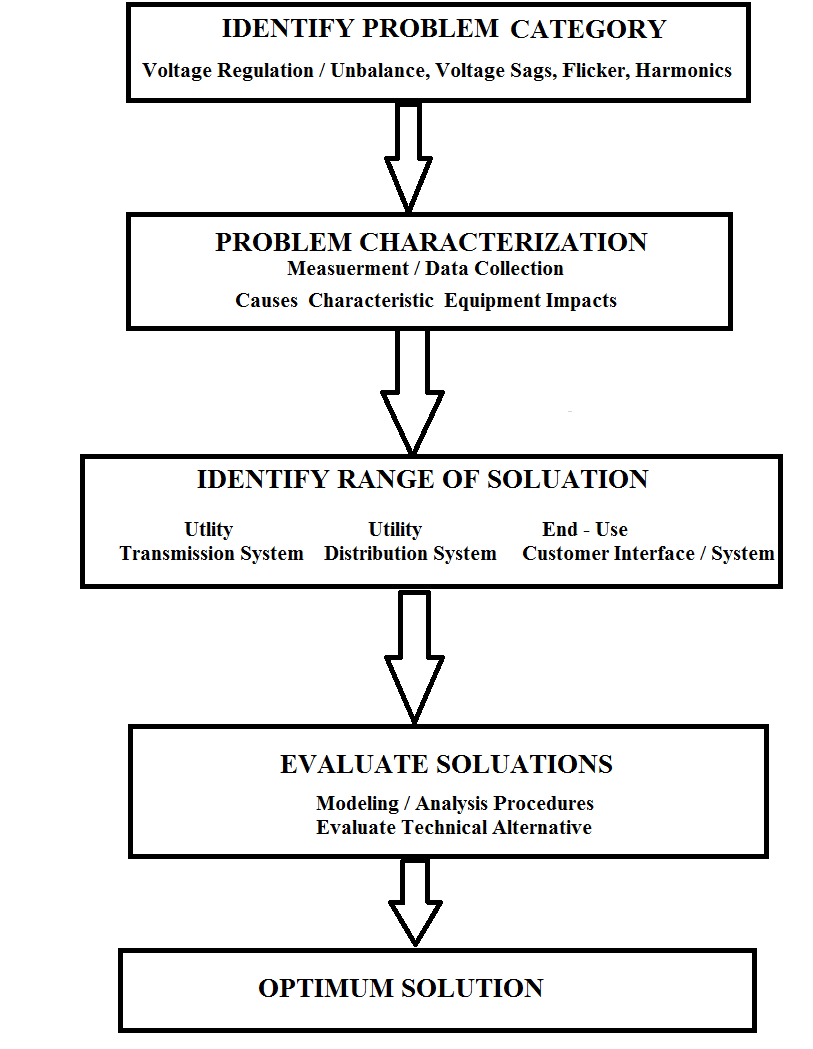 IDENTIFY PROBLEM CATEGORY
Voltage Regulation / Unbalance, Voltage Sags, Flicker, Harmonics
PROBLEM CHARACTERIZATION
Measuerment / Data Collection
Causes Characteristic Equipment Impacts
IDENTIFY RANGE OF SOLUATION
Utlity Utility End - Use
Transmission System Distribution System Customer Interface / System
EVALUATE SOLUATIONS
Modeling / Analysis Procedures
Evaluate Technical Alternative
OPTIMUM SOLUTION